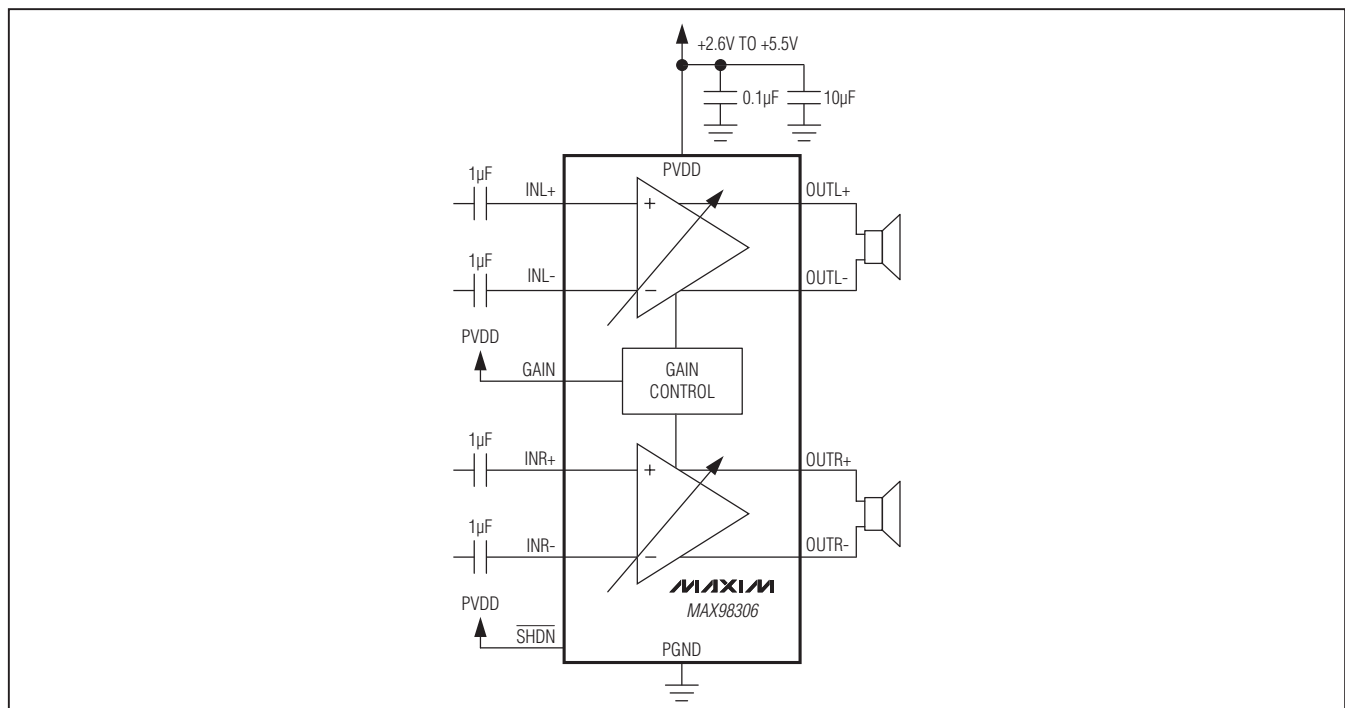 +2.6V TO +5.5V
0.1µF
10µF
PVDD
1µF
INL+
+
OUTL+
1µF
INL-
−
OUTL-
PVDD
GAIN
GAIN
CONTROL
1µF
INR+
+
OUTR+
1µF
INR-
−
OUTR-
MAXIM
MAX98306
PVDD
SHDN
PGND